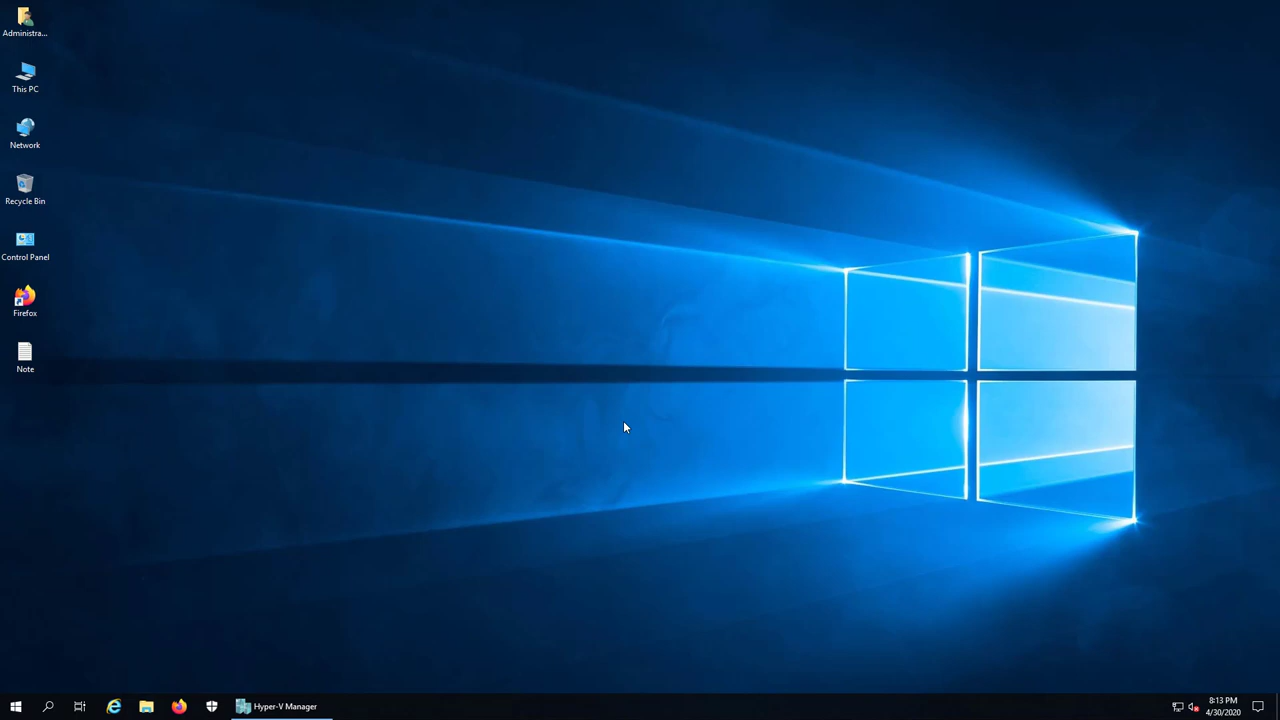 Administra...
This PC
Network
Recycle Bin
Control Panel
Firefox
Note
Hyper-V Manager
8:13 PM
4/30/2020